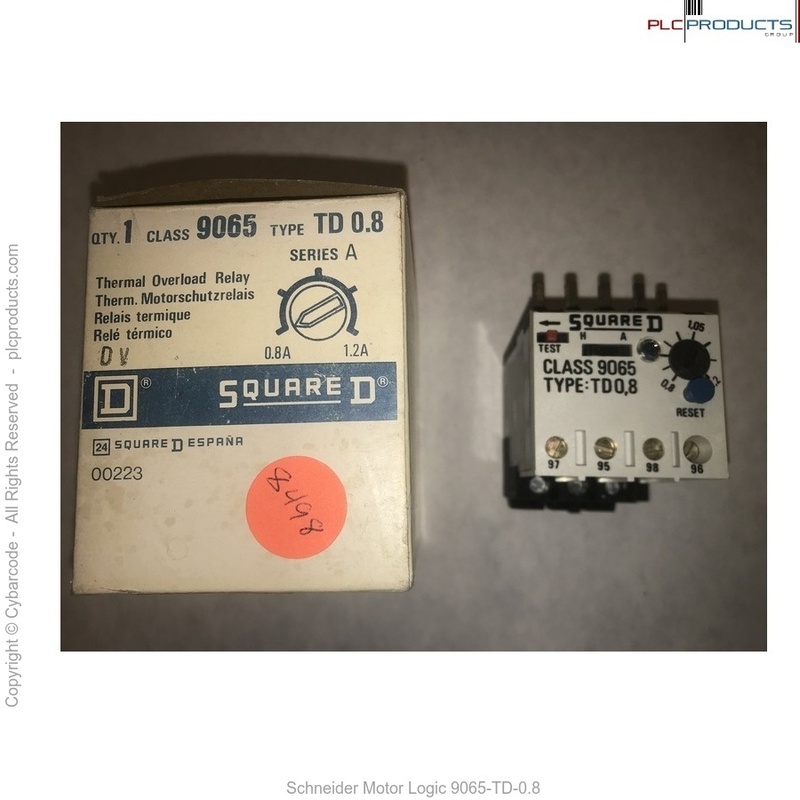 PLCPRODUCTS
GROUP
QTY. 1 CLASS 9065 TYPE TD 0.8
SERIES A
Thermal Overload Relay
Therm. Motorschutzrelais
Relais termique
Relé térmico
DV
0.8A 1.2A
D ® SQUARE D ®
24 SQUARE D ESPAÑA
00223
8498
SQUARE D
TEST H A
1.05
CLASS 9065
TYPE: TD0,8
0.8
RESET
97 95 98 96
Copyright © Cybarcode - All Rights Reserved - plcproducts.com
Schneider Motor Logic 9065-TD-0.8